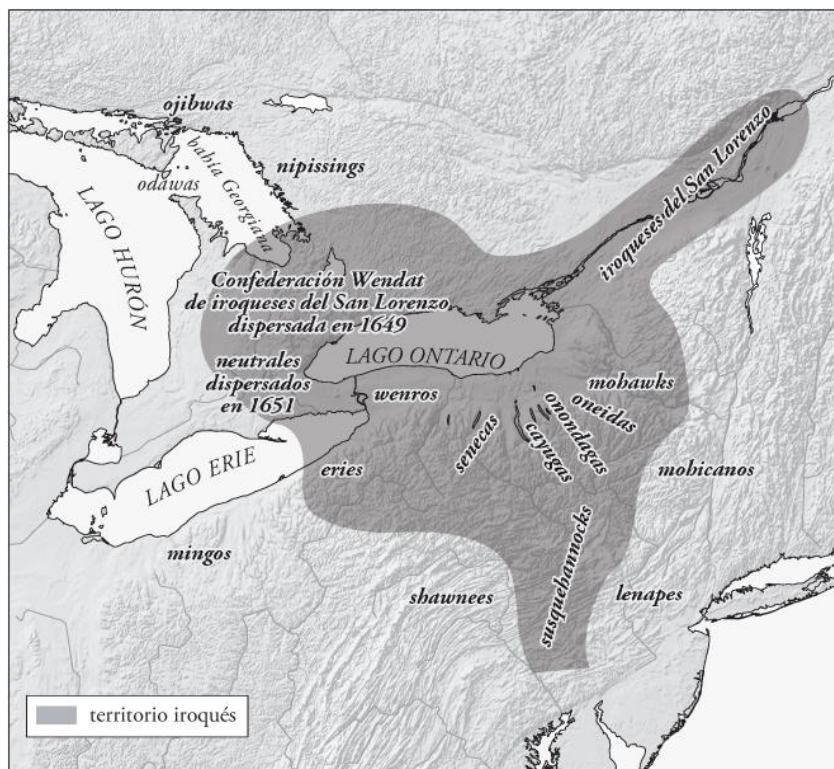 ojibwas
bahía Georgiana
odawas
nipissings
LAGO HURÓN
iroqueses del San Lorenzo
Confederación Wendat
de iroqueses del San Lorenzo
dispersada en 1649
LAGO ONTARIO
neutrales
dispersados
en 1651
wenros
mohawks
oneidas
onondagas
cayugas
senecas
LAGO ERIE
eries
mohicanos
mingos
shawnees
susquehannocks
lenapes
territorio iroqués